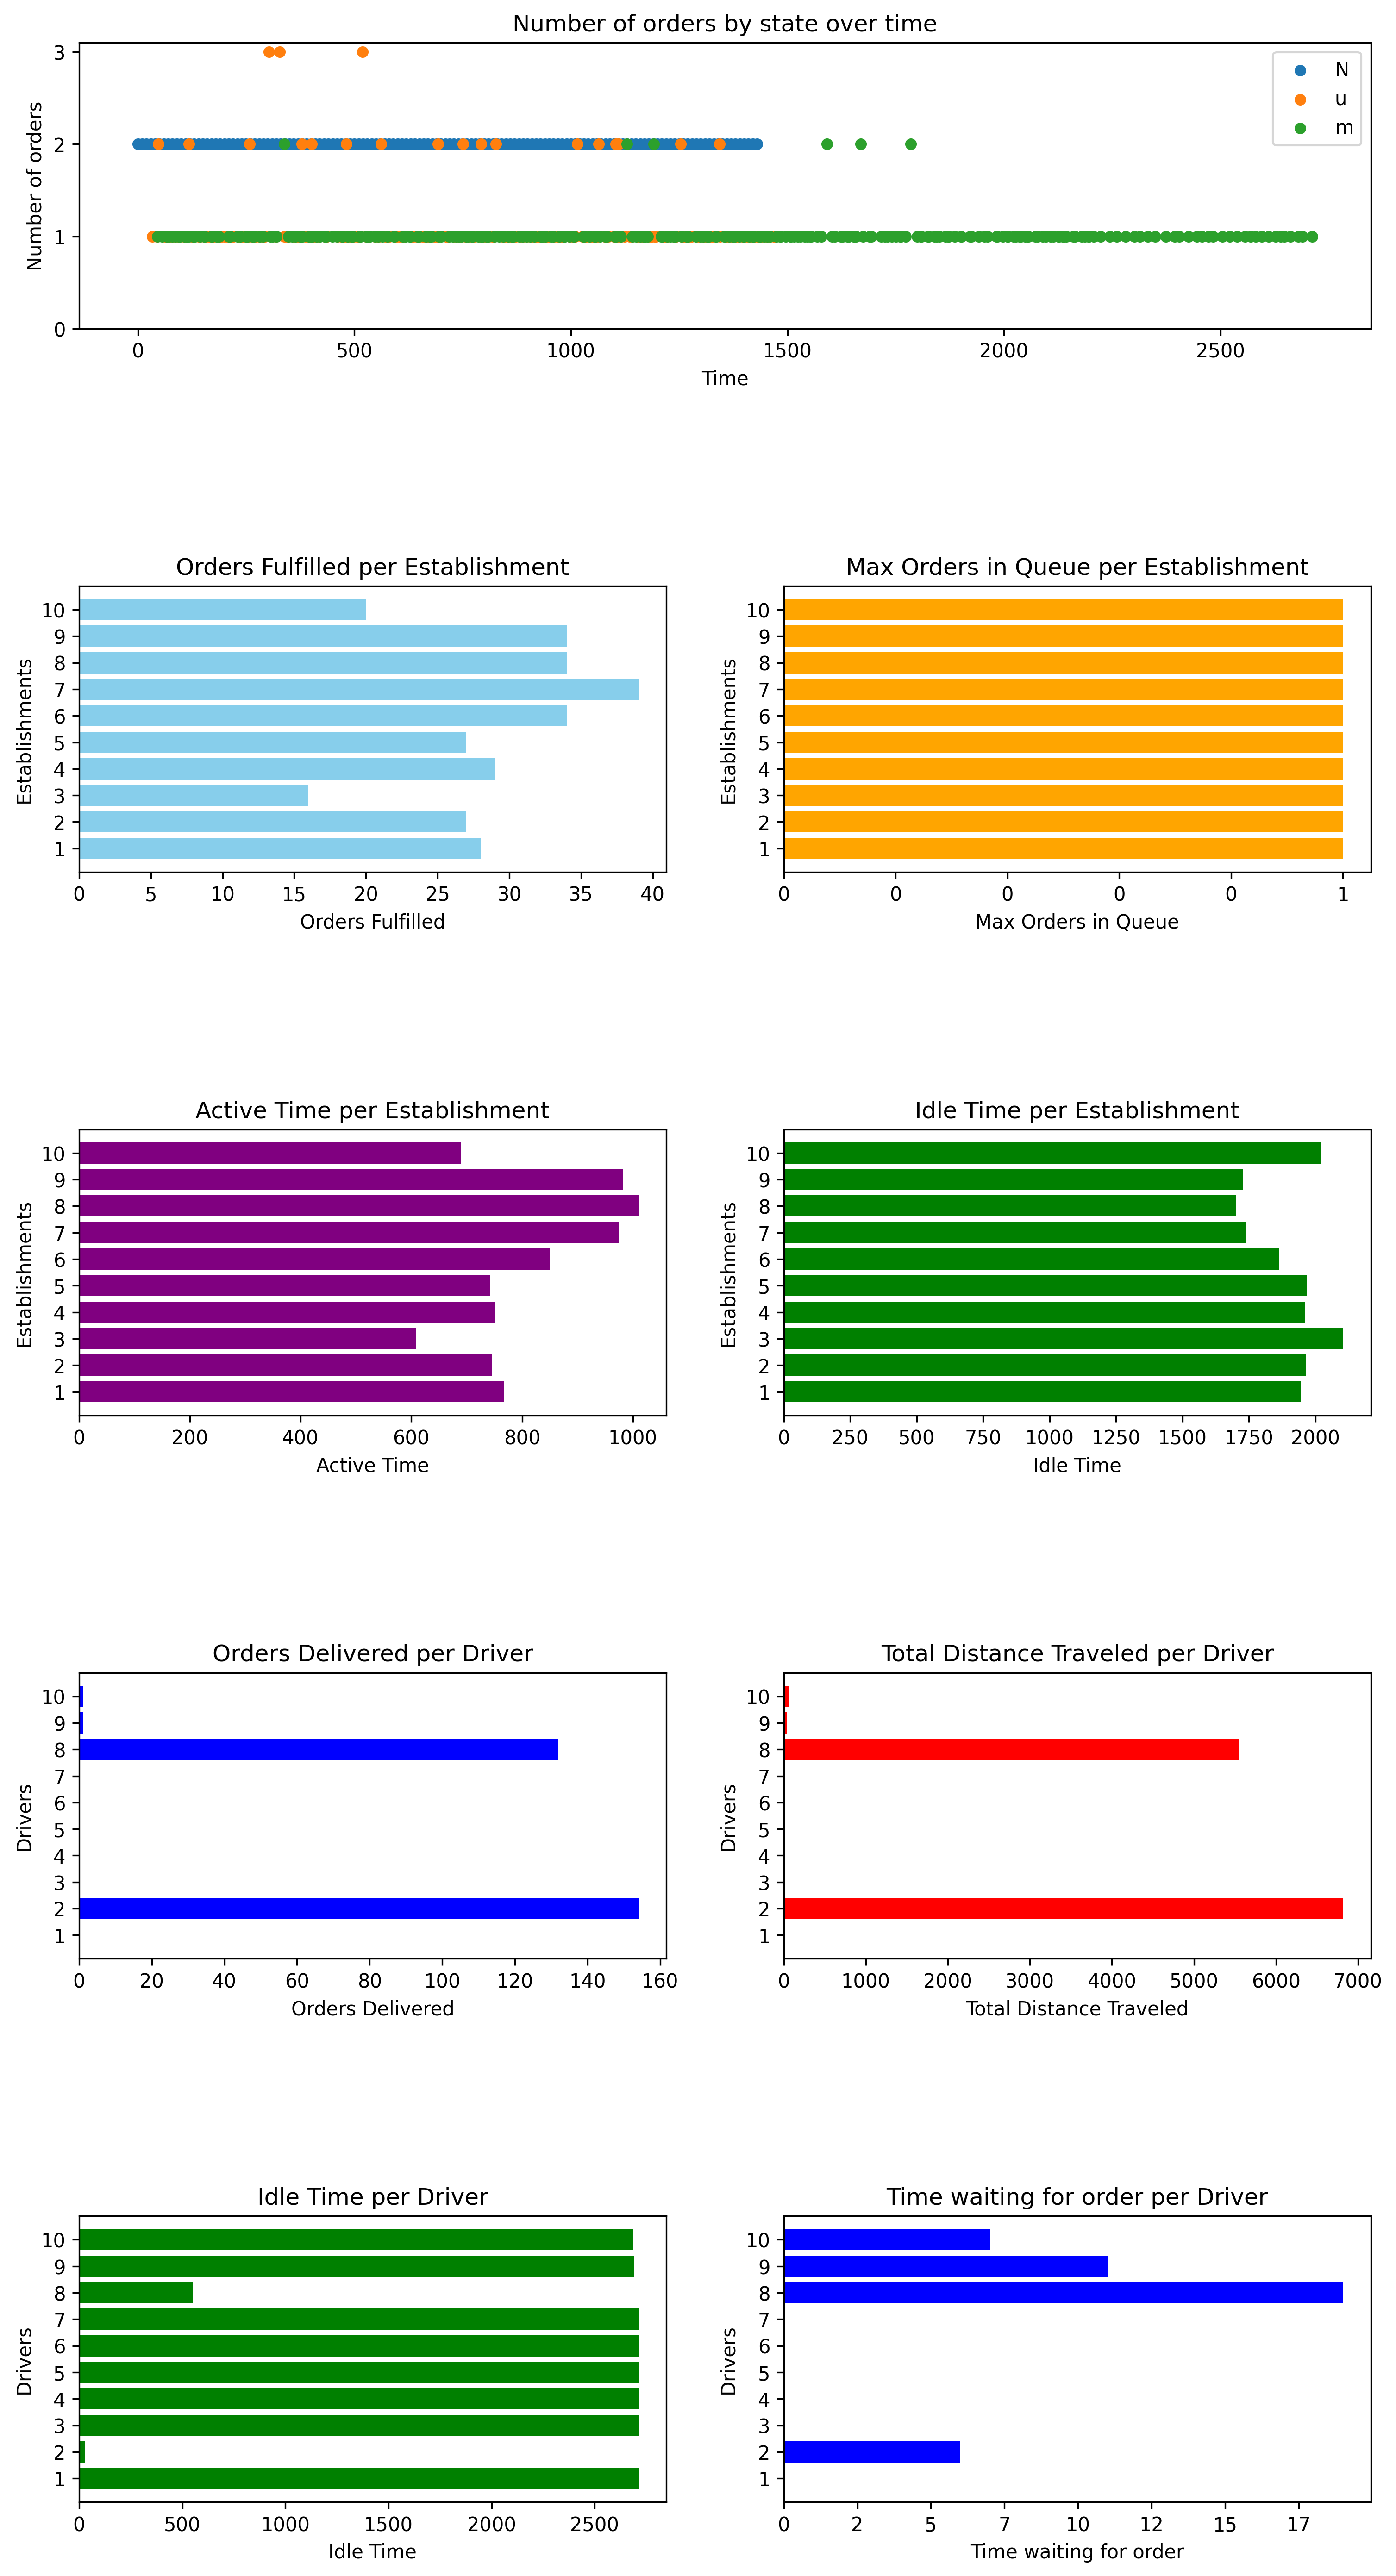 Number of orders by state over time
Number of orders
3
2
1
0
N
u
m
0 500 1000 1500 2000 2500
Time
Orders Fulfilled per Establishment
Establishments
10
9
8
7
6
5
4
3
2
1
0 5 10 15 20 25 30 35 40
Orders Fulfilled
Max Orders in Queue per Establishment
Establishments
10
9
8
7
6
5
4
3
2
1
0 0 0 0 0 1
Max Orders in Queue
Active Time per Establishment
Establishments
10
9
8
7
6
5
4
3
2
1
0 200 400 600 800 1000
Active Time
Idle Time per Establishment
Establishments
10
9
8
7
6
5
4
3
2
1
0 250 500 750 1000 1250 1500 1750 2000
Idle Time
Orders Delivered per Driver
Drivers
10
9
8
7
6
5
4
3
2
1
0 20 40 60 80 100 120 140 160
Orders Delivered
Total Distance Traveled per Driver
Drivers
10
9
8
7
6
5
4
3
2
1
0 1000 2000 3000 4000 5000 6000 7000
Total Distance Traveled
Idle Time per Driver
Drivers
10
9
8
7
6
5
4
3
2
1
0 500 1000 1500 2000 2500
Idle Time
Time waiting for order per Driver
Drivers
10
9
8
7
6
5
4
3
2
1
0 2 5 7 10 12 15 17
Time waiting for order